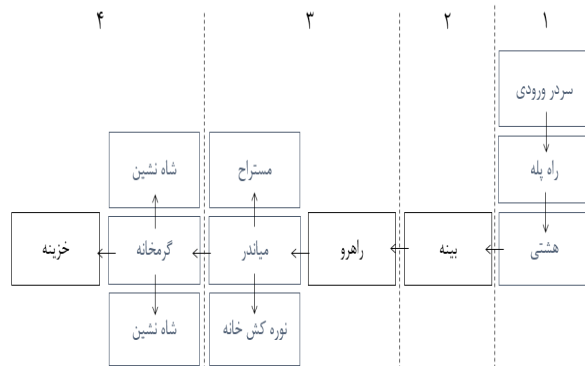 ۱
۲
۳
۴
سردر ورودی
راه پله
هشتی
بینه
راهرو
مستراح
میاندر
نوره کش خانه
شاه نشین
گرمخانه
شاه نشین
خزینه